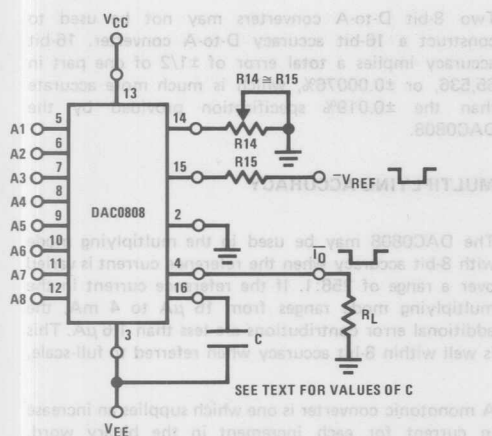 Two 8-bit D-to-A converters may not be used to
construct a 16-bit accuracy D-to-A converter. 16-bit
accuracy implies a total error of ±1/2 of one part in
65,536, or ±0.00076%, which is much more accurate
than the ±0.019% specification provided by the
DAC0808.
MULTIPLYING ACCURACY
The DAC0808 may be used in the multiplying mode
with 8-bit accuracy when the reference current is varied
over a range of 256:1. If the reference current in the
multiplying mode ranges from 16 µA to 4 mA, the
additional error contributions are less than 1.6 µA. This
is well within 8-bit accuracy when referred to full-scale.
A monotonic converter is one which supplies an increase
in current for each increment in the binary word.
VCC
13
R14 ≅ R15
A1 5
14
R14
A2 6
A3 7
15
R15
−VREF
A4 8
DAC0808
A5 9
2
A6 10
4
IO
A7 11
A8 12
16
RL
C
3
SEE TEXT FOR VALUES OF C
VEE